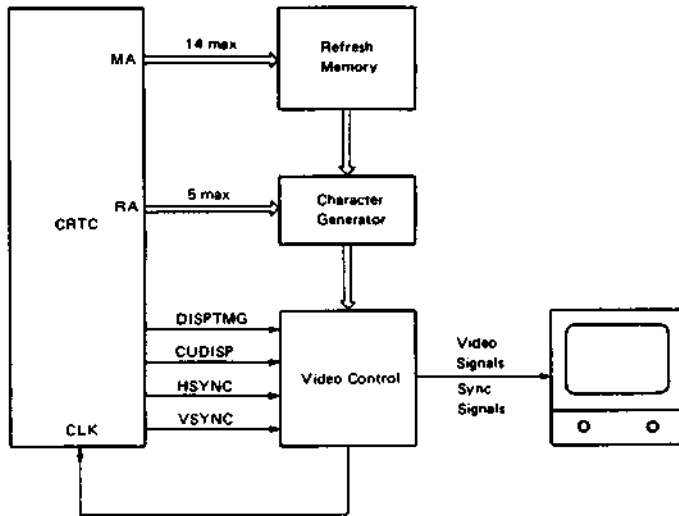 14 max
MA
Refresh
Memory
5 max
RA
Character
Generator
CRTC
DISPTMG
CUDISP
HSYNC
VSYNC
CLK
Video Control
Video
Signals
Sync
Signals